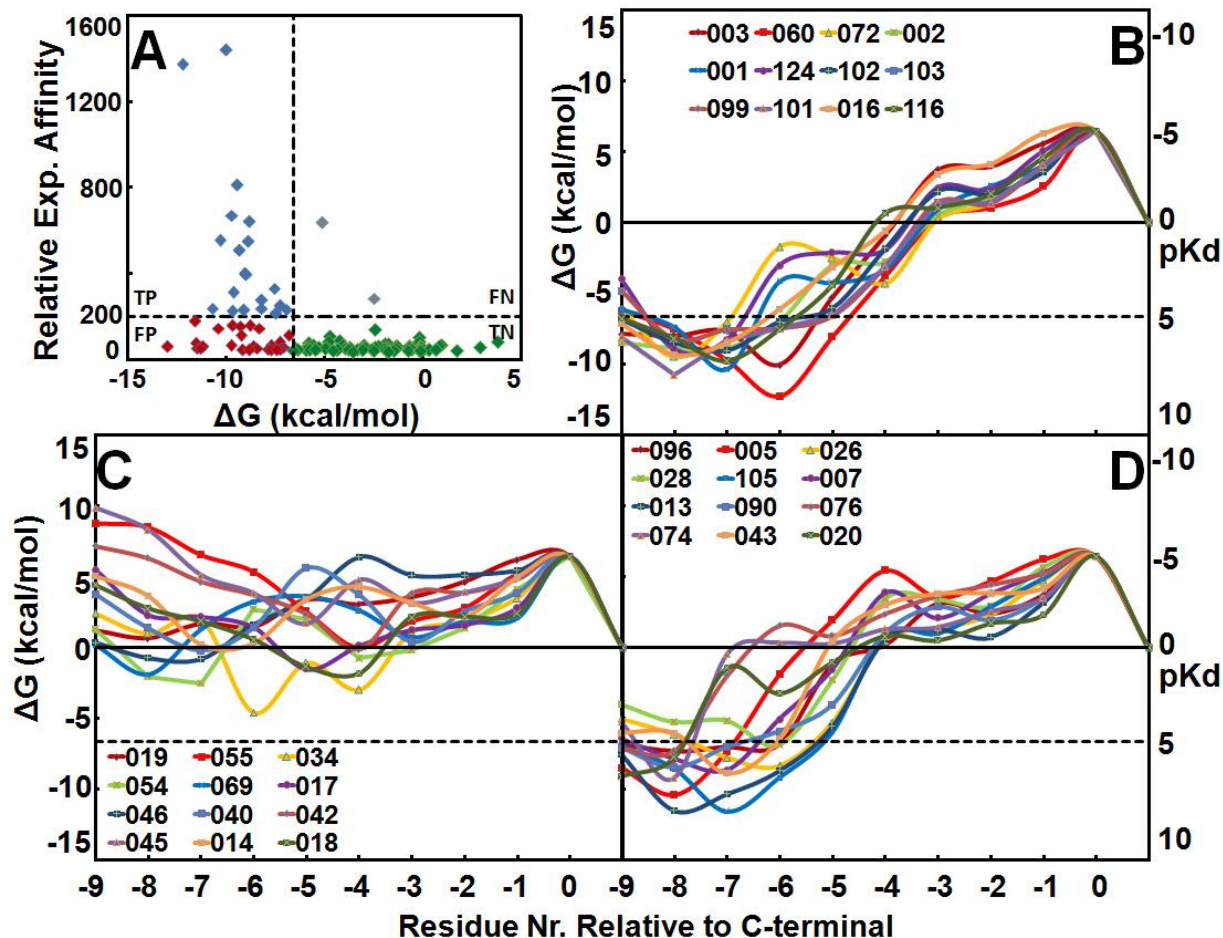 A
1600
1200
800
200
0
TP
FN
FP
TN
-15
-10
-5
0
5
Relative Exp. Affinity
ΔG (kcal/mol)
B
003 060 072 002
001 124 102 103
099 101 016 116
15
10
5
0
-5
-10
-15
ΔG (kcal/mol)
-10
-5
0
pKd
5
10
C
15
10
5
0
-5
-10
-15
ΔG (kcal/mol)
019 055 034
054 069 017
046 040 042
045 014 018
-9 -8 -7 -6 -5 -4 -3 -2 -1 0
D
096 005 026
028 105 007
013 090 076
074 043 020
-10
-5
0
pKd
5
10
-9 -8 -7 -6 -5 -4 -3 -2 -1 0
Residue Nr. Relative to C-terminal